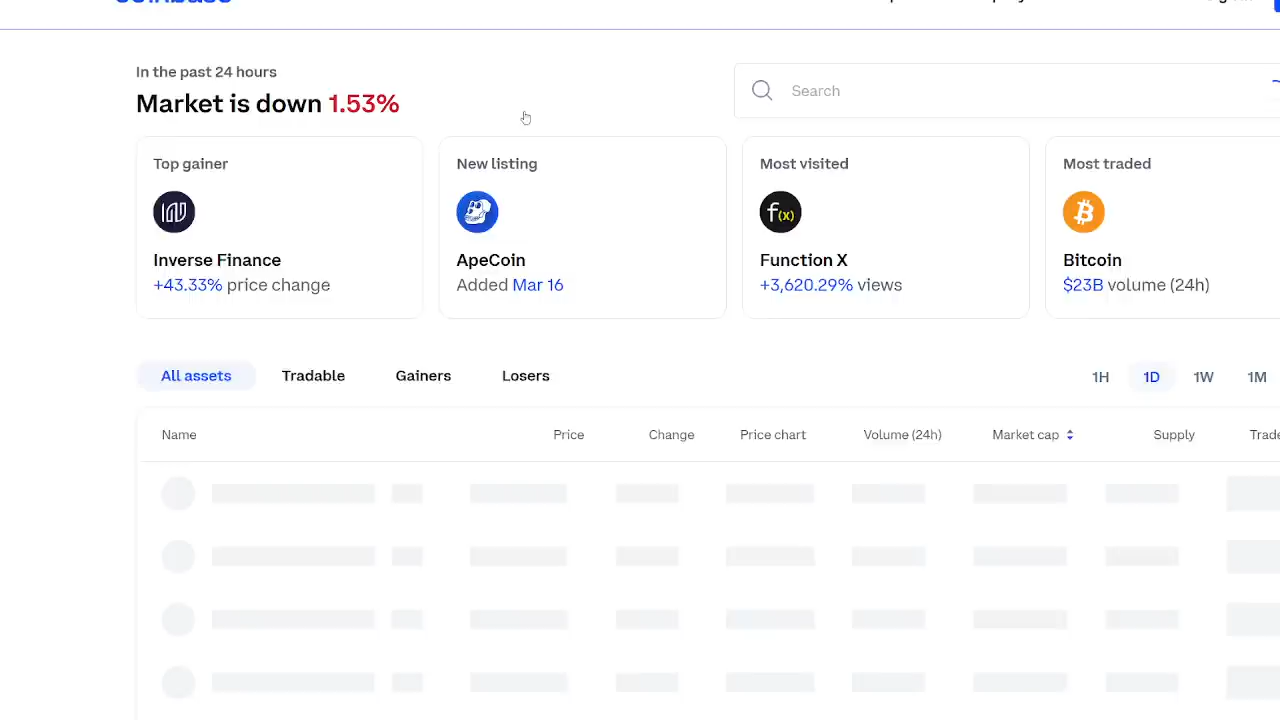 In the past 24 hours
Market is down 1.53%
Search
Top gainer
Inverse Finance
+43.33% price change
New listing
ApeCoin
Added Mar 16
Most visited
f(x)
Function X
+3,620.29% views
Most traded
Bitcoin
$23B volume (24h)
All assets Tradable Gainers Losers
1H 1D 1W 1M
Name Price Change Price chart Volume (24h) Market cap Supply Trade